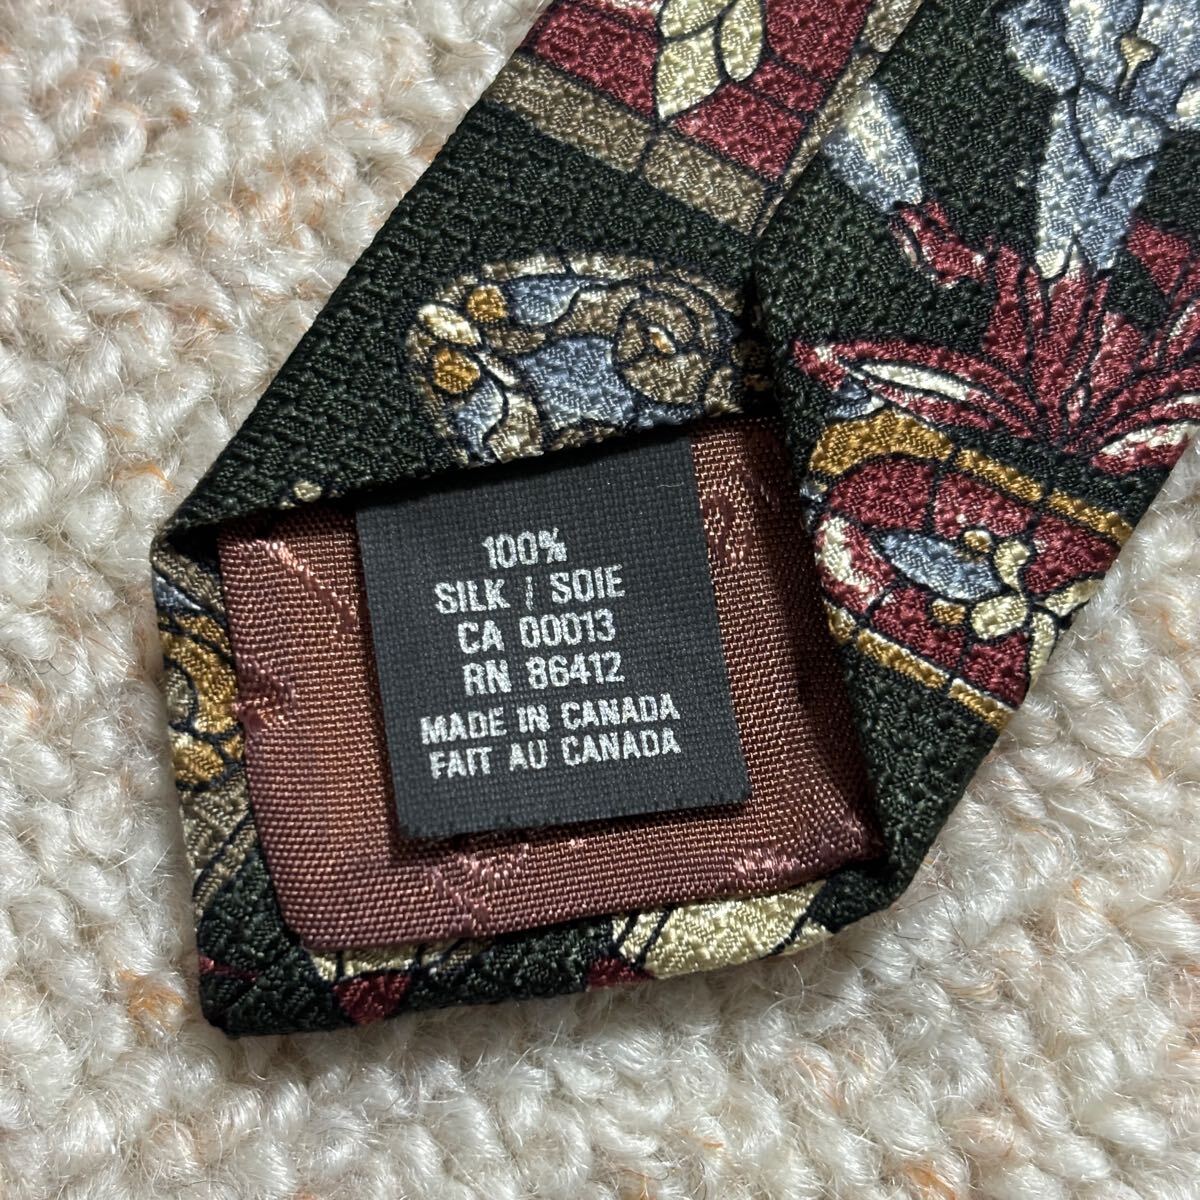 100%
SILK / SOIE
CA 00013
RN 86412
MADE IN CANADA
FAIT AU CANADA